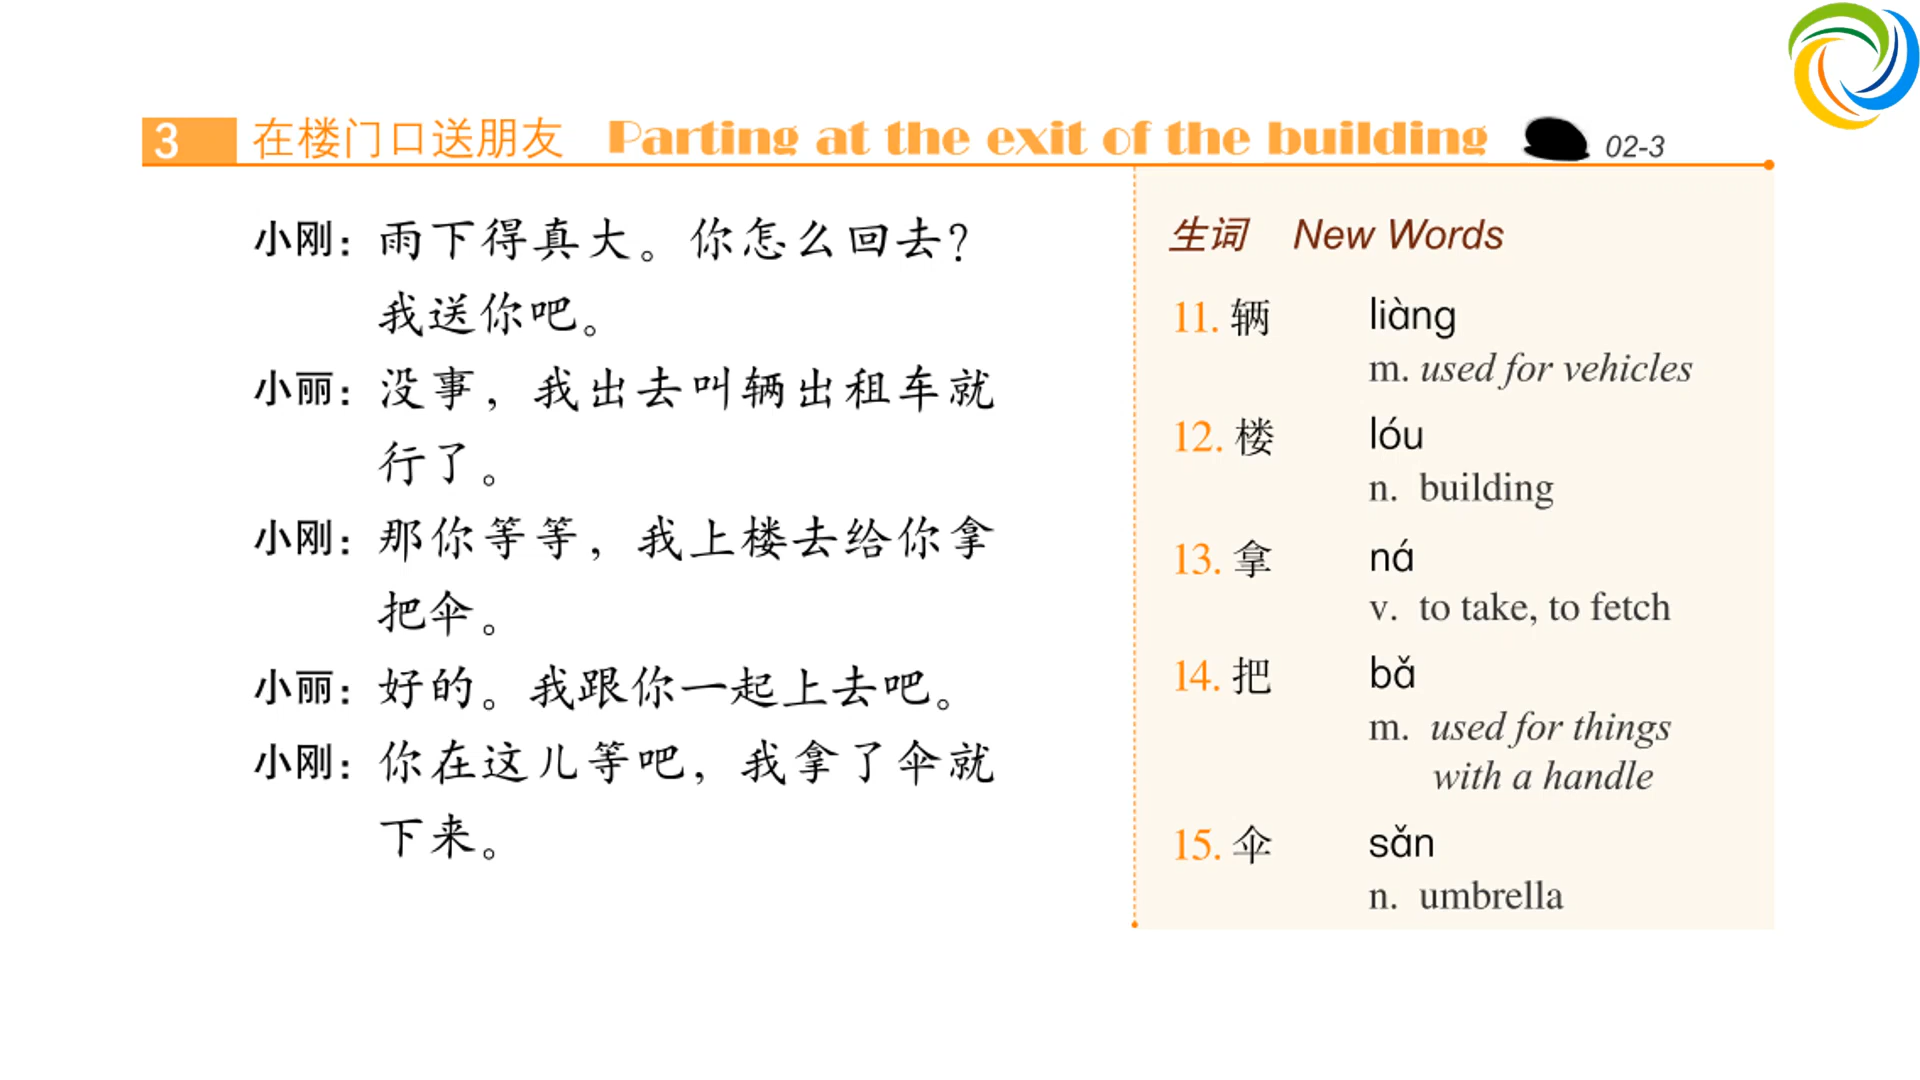 3 在楼门口送朋友 Parting at the exit of the building 02-3
小刚：雨下得真大。你怎么回去？
我送你吧。
小丽：没事，我出去叫辆出租车就
行了。
小刚：那你等等，我上楼去给你拿
把伞。
小丽：好的。我跟你一起上去吧。
小刚：你在这儿等吧，我拿了伞就
下来。
生词 New Words
11. 辆 liàng
m. used for vehicles
12. 楼 lóu
n. building
13. 拿 ná
v. to take, to fetch
14. 把 bǎ
m. used for things
with a handle
15. 伞 sǎn
n. umbrella